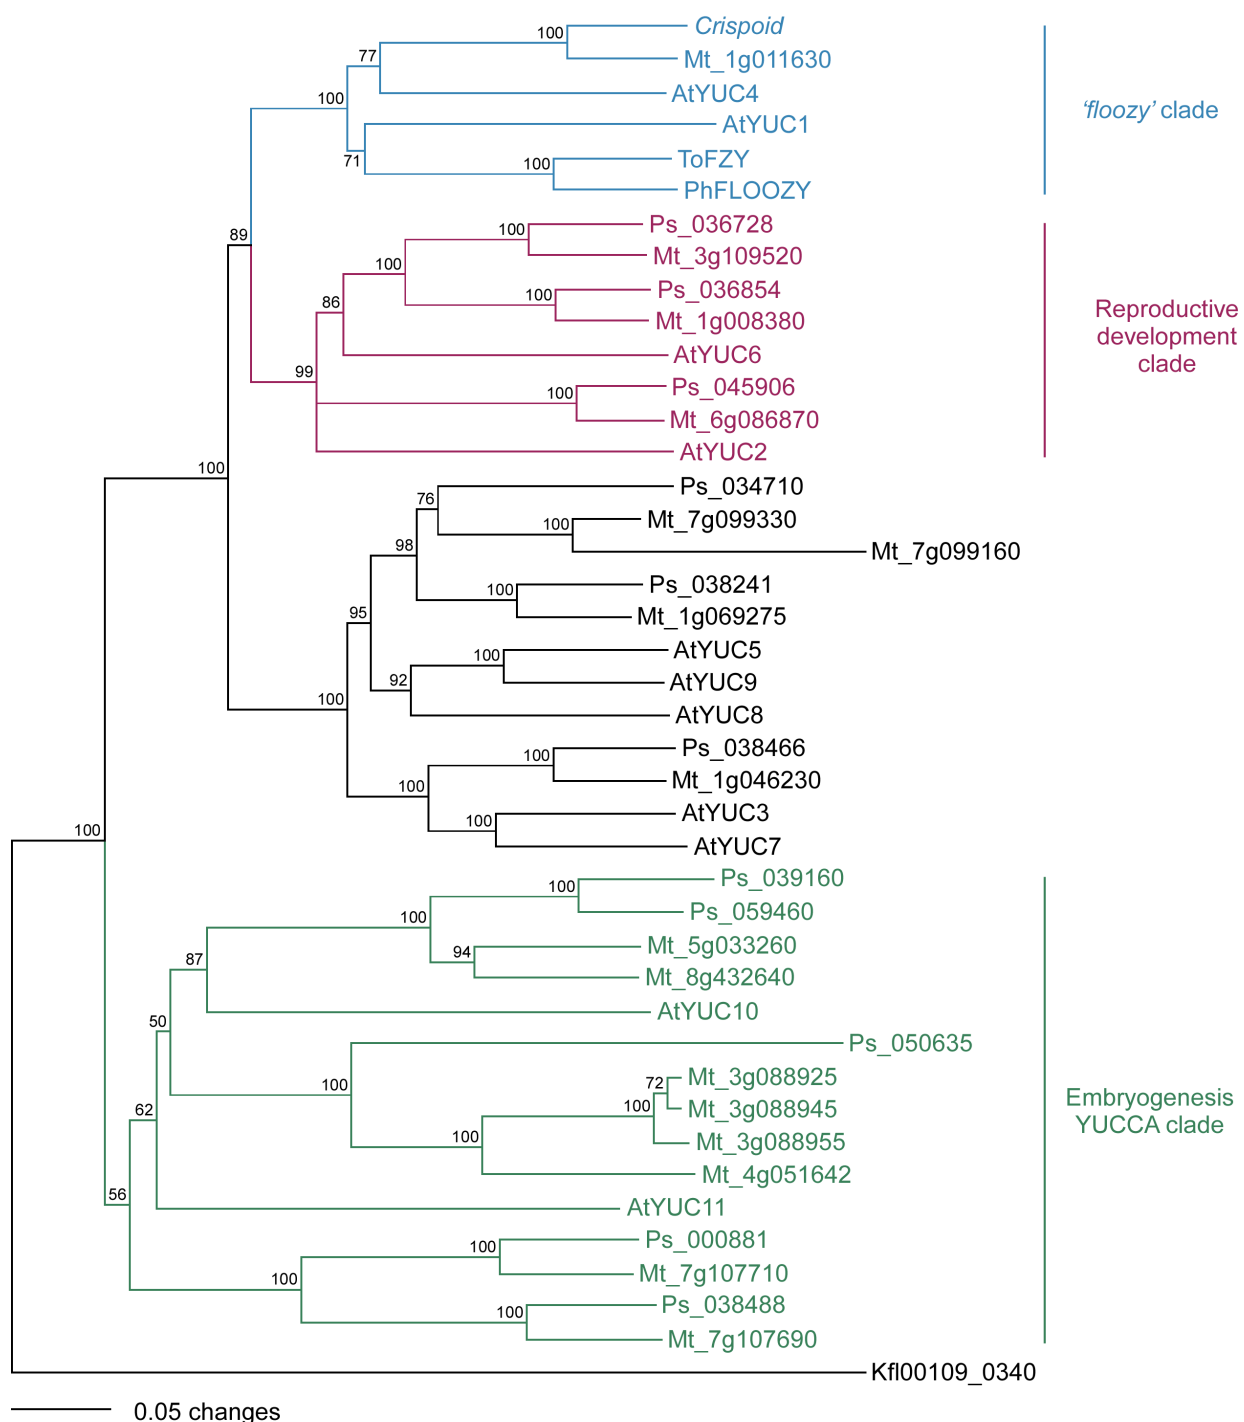 Crispoid
100
Mt_1g011630
77
AtYUC4
100
‘floozy’ clade
AtYUC1
71
ToFZY
100
PhFLOOZY
89
Ps_036728
100
Mt_3g109520
100
Ps_036854
100
Mt_1g008380
86
Reproductive
development
clade
AtYUC6
99
Ps_045906
100
Mt_6g086870
AtYUC2
100
Ps_034710
76
Mt_7g099330
100
Mt_7g099160
98
Ps_038241
100
Mt_1g069275
95
AtYUC5
100
AtYUC9
92
AtYUC8
100
Ps_038466
100
Mt_1g046230
100
AtYUC3
100
AtYUC7
100
Ps_039160
100
Ps_059460
100
Mt_5g033260
94
Mt_8g432640
87
AtYUC10
50
Ps_050635
100
Mt_3g088925
72
Mt_3g088945
100
Mt_3g088955
100
Mt_4g051642
62
Embryogenesis
YUCCA clade
AtYUC11
56
Ps_000881
100
Mt_7g107710
100
Ps_038488
100
Mt_7g107690
Kfl00109_0340
0.05 changes